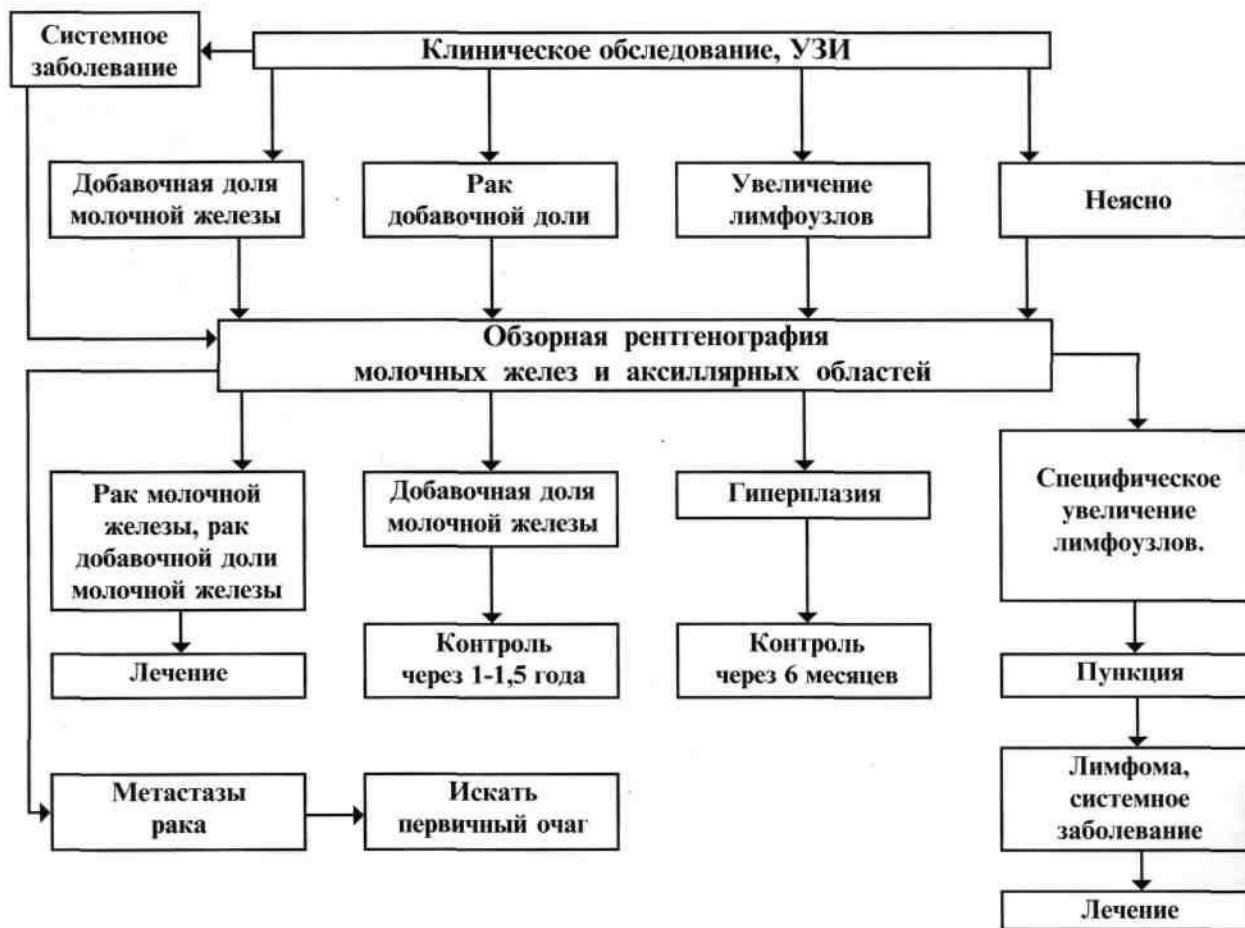 Системное
заболевание
Клиническое обследование, УЗИ
Добавочная доля
молочной железы
Рак
добавочной доли
Увеличение
лимфоузлов
Неясно
Обзорная рентгенография
молочных желез и аксиллярных областей
Рак молочной
железы, рак
добавочной доли
молочной железы
Добавочная доля
молочной железы
Гиперплазия
Специфическое
увеличение
лимфоузлов.
Лечение
Контроль
через 1-1,5 года
Контроль
через 6 месяцев
Пункция
Метастазы
рака
Искать
первичный очаг
Лимфома,
системное
заболевание
Лечение